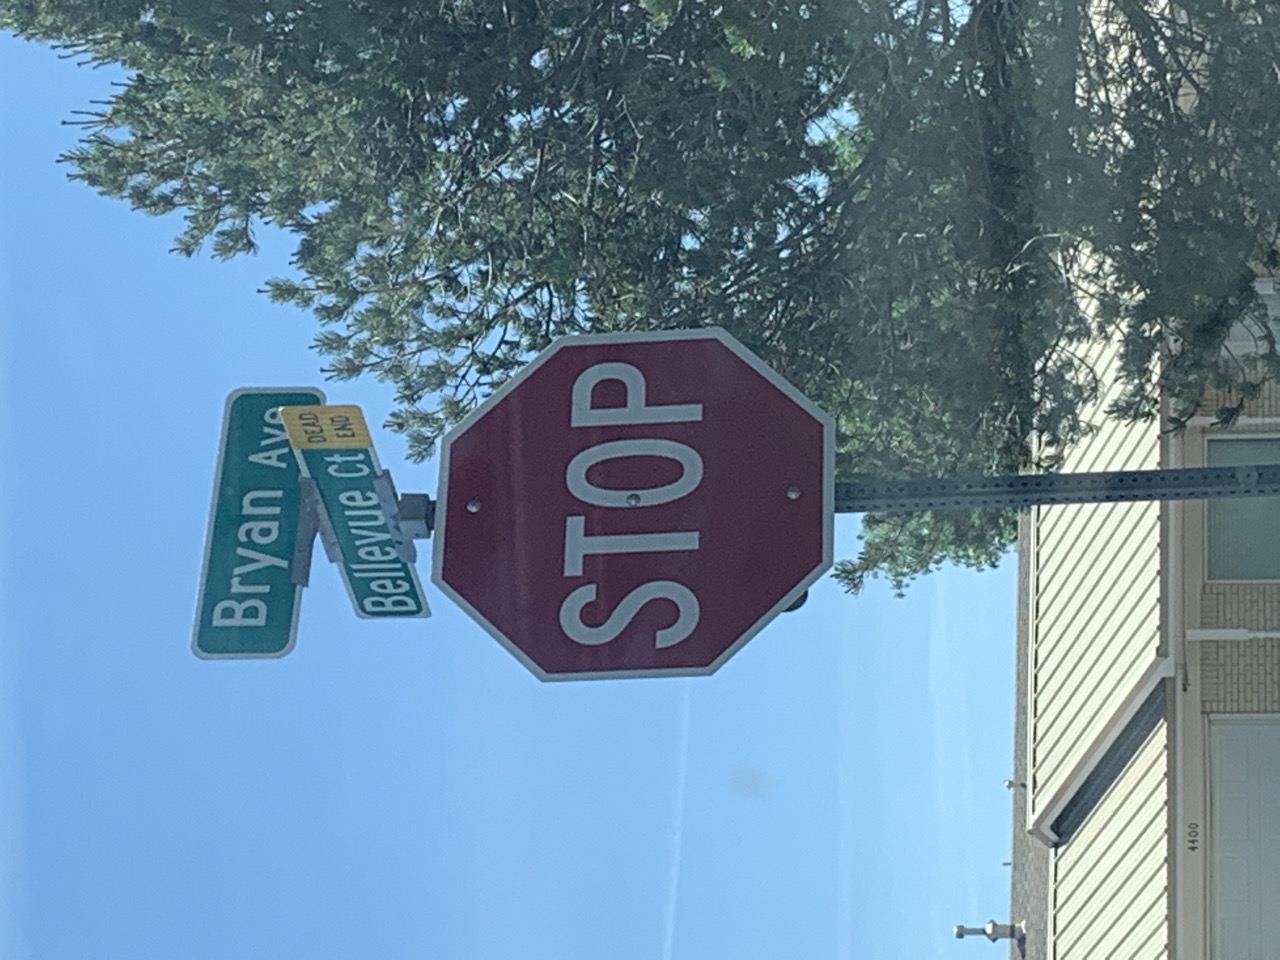 Bryan Ave
Bellevue Ct
DEAD
END
STOP
4400